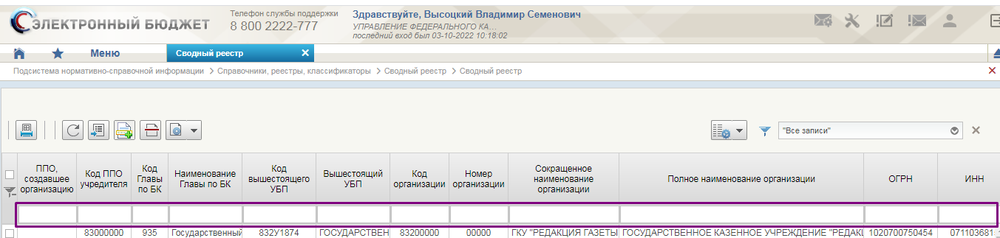 ЭЛЕКТРОННЫЙ БЮДЖЕТ
Телефон службы поддержки
8 800 2222-777
Здравствуйте, Высоцкий Владимир Семенович
УПРАВЛЕНИЕ ФЕДЕРАЛЬНОГО КА...
последний вход был 03-10-2022 10:18:02
Меню
Сводный реестр
Подсистема нормативно-справочной информации > Справочники, реестры, классификаторы > Сводный реестр > Сводный реестр
"Все записи"
ППО, создавшее организацию
Код ППО учредителя
Код Главы по БК
Наименование Главы по БК
Код вышестоящего УБП
Вышестоящий УБП
Код организации
Номер организации
Сокращенное наименование организации
Полное наименование организации
ОГРН
ИНН
83000000 935 Государственный 832У1874 ГОСУДАРСТВЕН 83200000 00000 ГКУ "РЕДАКЦИЯ ГАЗЕТЫ ГОСУДАРСТВЕННОЕ КАЗЕННОЕ УЧРЕЖДЕНИЕ "РЕДАКЦ 1020700750454 071103681